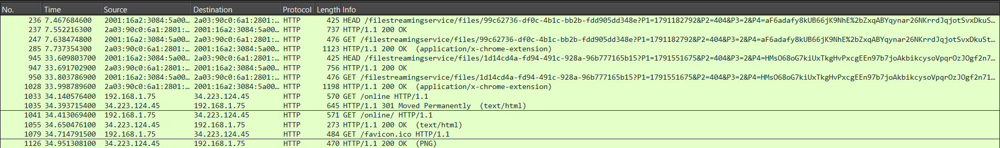 No. Time Source Destination Protocol Length Info
236 7.467684600 2001:16a2:3084:5a00… 2a03:90c0:6a1:2801:… HTTP 425 HEAD /filestreamingservice/files/99c62736-df0c-4b1c-bb2b-fdd905dd348e?P1=1791182792&P2=404&P3=2&P4=aF6adafy8kUB66jK9NhE%2bZxqABYqynar26NKrrdJqjotSvxDkuS…
237 7.552216300 2a03:90c0:6a1:2801:… 2001:16a2:3084:5a00… HTTP 737 HTTP/1.1 200 OK
247 7.638474800 2001:16a2:3084:5a00… 2a03:90c0:6a1:2801:… HTTP 476 GET /filestreamingservice/files/99c62736-df0c-4b1c-bb2b-fdd905dd348e?P1=1791182792&P2=404&P3=2&P4=aF6adafy8kUB66jK9NhE%2bZxqABYqynar26NKrrdJqjotSvxDkuSt…
285 7.737354300 2a03:90c0:6a1:2801:… 2001:16a2:3084:5a00… HTTP 1123 HTTP/1.1 200 OK (application/x-chrome-extension)
945 33.609803700 2001:16a2:3084:5a00… 2a03:90c0:6a1:2801:… HTTP 425 HEAD /filestreamingservice/files/1d14cd4a-fd94-491c-928a-96b777165b15?P1=1791551675&P2=404&P3=2&P4=HMsO68oG7kiUxTkgHvPxcgEEn97b7joAkbikcysoVpqrOzJOgf2n7…
947 33.691702900 2a03:90c0:6a1:2801:… 2001:16a2:3084:5a00… HTTP 756 HTTP/1.1 200 OK
950 33.803786900 2001:16a2:3084:5a00… 2a03:90c0:6a1:2801:… HTTP 476 GET /filestreamingservice/files/1d14cd4a-fd94-491c-928a-96b777165b15?P1=1791551675&P2=404&P3=2&P4=HMsO68oG7kiUxTkgHvPxcgEEn97b7joAkbikcysoVpqrOzJOgf2n71…
1028 33.998789600 2a03:90c0:6a1:2801:… 2001:16a2:3084:5a00… HTTP 1198 HTTP/1.1 200 OK (application/x-chrome-extension)
1033 34.140576400 192.168.1.75 34.223.124.45 HTTP 570 GET /online HTTP/1.1
1035 34.393715400 34.223.124.45 192.168.1.75 HTTP 645 HTTP/1.1 301 Moved Permanently (text/html)
1041 34.413069400 192.168.1.75 34.223.124.45 HTTP 571 GET /online/ HTTP/1.1
1055 34.650476100 34.223.124.45 192.168.1.75 HTTP 273 HTTP/1.1 200 OK (text/html)
1079 34.714791500 192.168.1.75 34.223.124.45 HTTP 484 GET /favicon.ico HTTP/1.1
1126 34.951308100 34.223.124.45 192.168.1.75 HTTP 470 HTTP/1.1 200 OK (PNG)